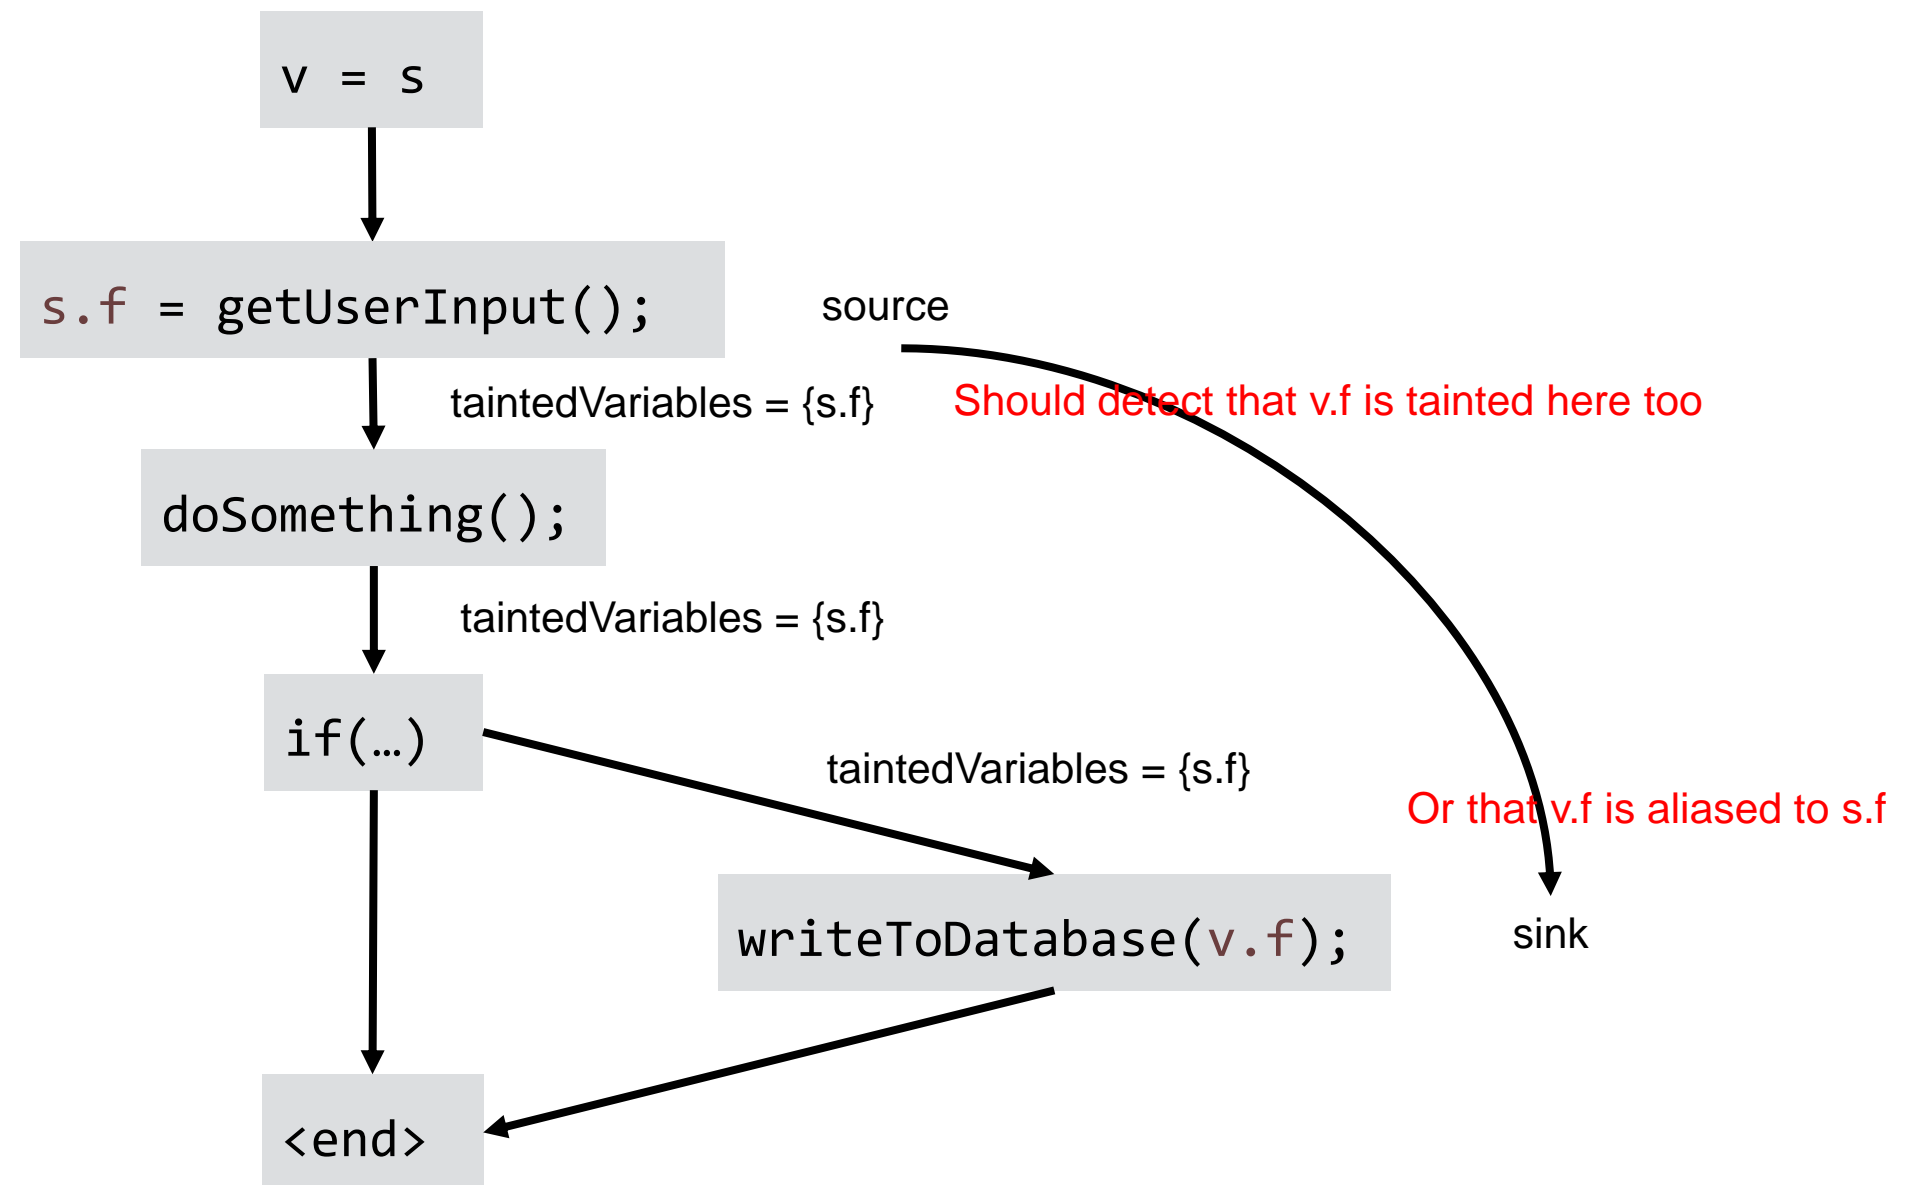 v = s
s.f = getUserInput();
source
taintedVariables = {s.f}
Should detect that v.f is tainted here too
doSomething();
taintedVariables = {s.f}
if(…)
taintedVariables = {s.f}
Or that v.f is aliased to s.f
writeToDatabase(v.f);
sink
<end>